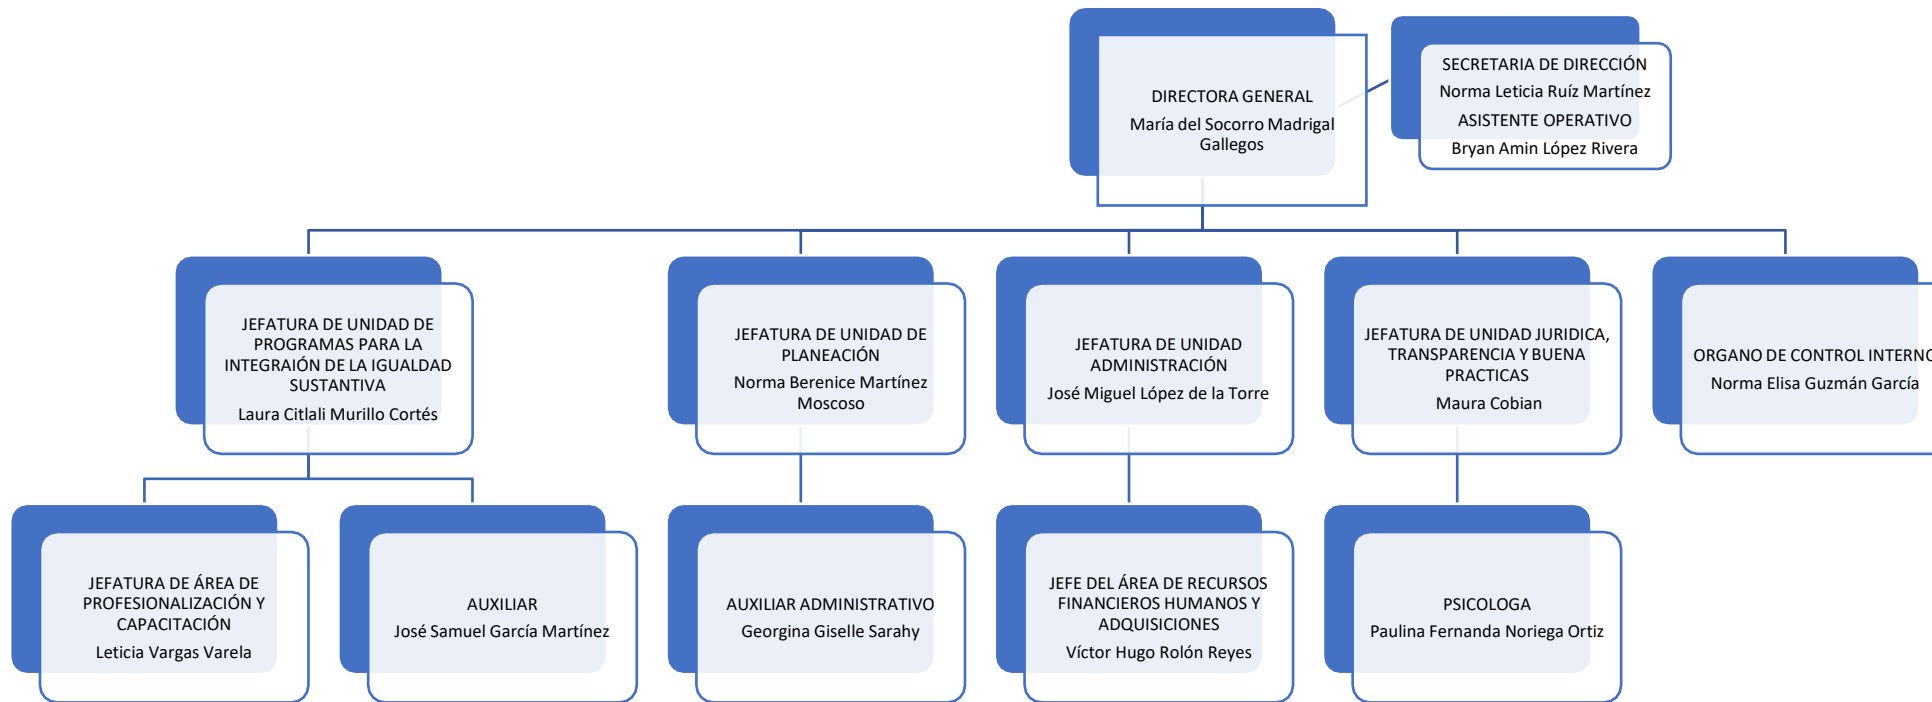 DIRECTORA GENERAL
María del Socorro Madrigal
Gallegos
SECRETARIA DE DIRECCIÓN
Norma Leticia Ruíz Martínez
ASISTENTE OPERATIVO
Bryan Amin López Rivera
JEFATURA DE UNIDAD DE
PROGRAMAS PARA LA
INTEGRAIÓN DE LA IGUALDAD
SUSTANTIVA
Laura Citlali Murillo Cortés
JEFATURA DE UNIDAD DE
PLANEACIÓN
Norma Berenice Martínez
Moscoso
JEFATURA DE UNIDAD
ADMINISTRACIÓN
José Miguel López de la Torre
JEFATURA DE UNIDAD JURIDICA,
TRANSPARENCIA Y BUENA
PRACTICAS
Maura Cobian
ORGANO DE CONTROL INTERNO
Norma Elisa Guzmán García
JEFATURA DE ÁREA DE
PROFESIONALIZACIÓN Y
CAPACITACIÓN
Leticia Vargas Varela
AUXILIAR
José Samuel García Martínez
AUXILIAR ADMINISTRATIVO
Georgina Giselle Sarahy
JEFE DEL ÁREA DE RECURSOS
FINANCIEROS HUMANOS Y
ADQUISICIONES
Víctor Hugo Rolón Reyes
PSICOLOGA
Paulina Fernanda Noriega Ortiz